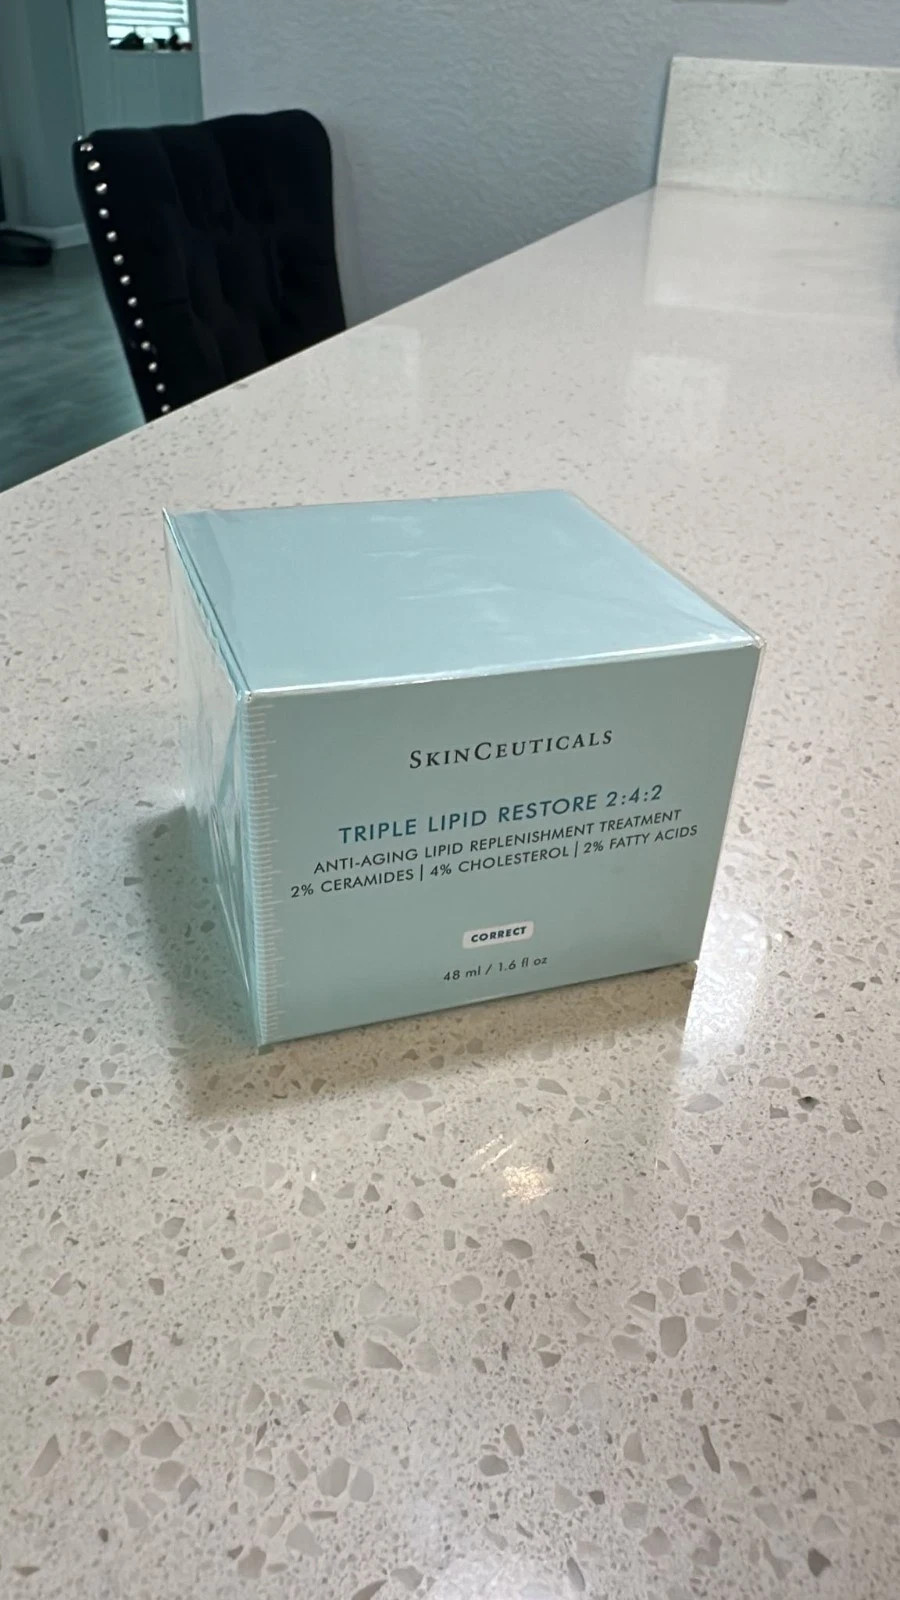 SKINCEUTICALS
TRIPLE LIPID RESTORE 2:4:2
ANTI-AGING LIPID REPLENISHMENT TREATMENT
2% CERAMIDES | 4% CHOLESTEROL | 2% FATTY ACIDS
CORRECT
48 ml / 1.6 fl oz